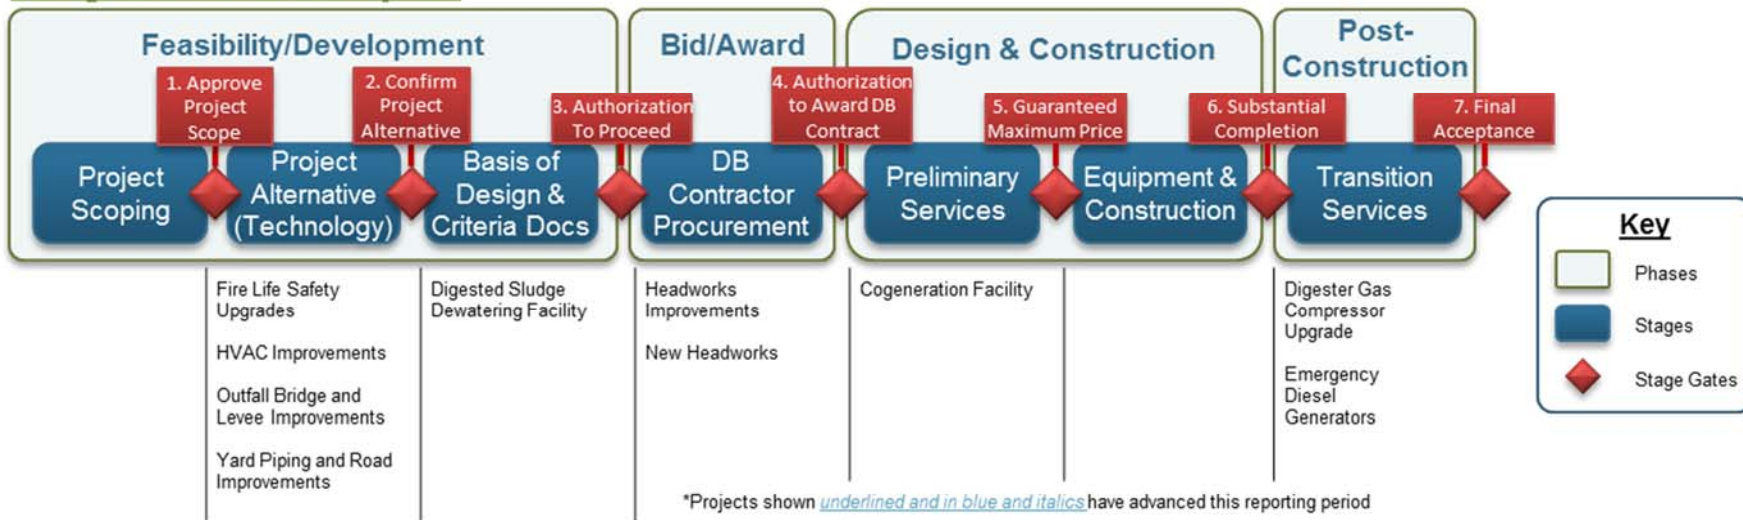 Feasibility/Development
Bid/Award
Design & Construction
Post-
Construction
1. Approve
Project
Scope
2. Confirm
Project
Alternative
3. Authorization
To Proceed
4. Authorization
to Award DB
Contract
5. Guaranteed
Maximum Price
6. Substantial
Completion
7. Final
Acceptance
Project
Scoping
Project
Alternative
(Technology)
Basis of
Design &
Criteria Docs
DB
Contractor
Procurement
Preliminary
Services
Equipment &
Construction
Transition
Services
Fire Life Safety
Upgrades
HVAC Improvements
Outfall Bridge and
Levee Improvements
Yard Piping and Road
Improvements
Digested Sludge
Dewatering Facility
Headworks
Improvements
New Headworks
Cogeneration Facility
Digester Gas
Compressor
Upgrade
Emergency
Diesel
Generators
Key
Phases
Stages
Stage Gates
*Projects shown underlined and in blue and italics have advanced this reporting period